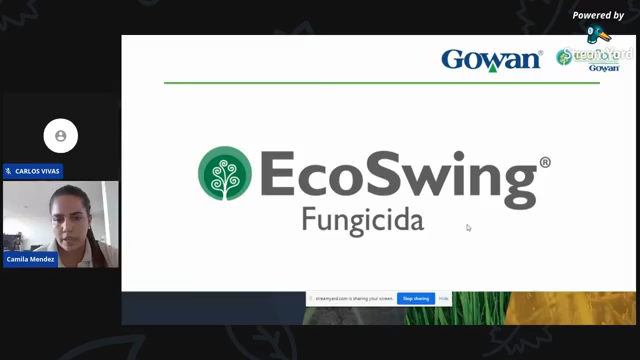 Powered by
StreamYard
Gowan®
Gowan
EcoSwing®
Fungicida
CARLOS VIVAS
Camila Mendez
streamyard.com is sharing your screen.
Stop sharing
Hide